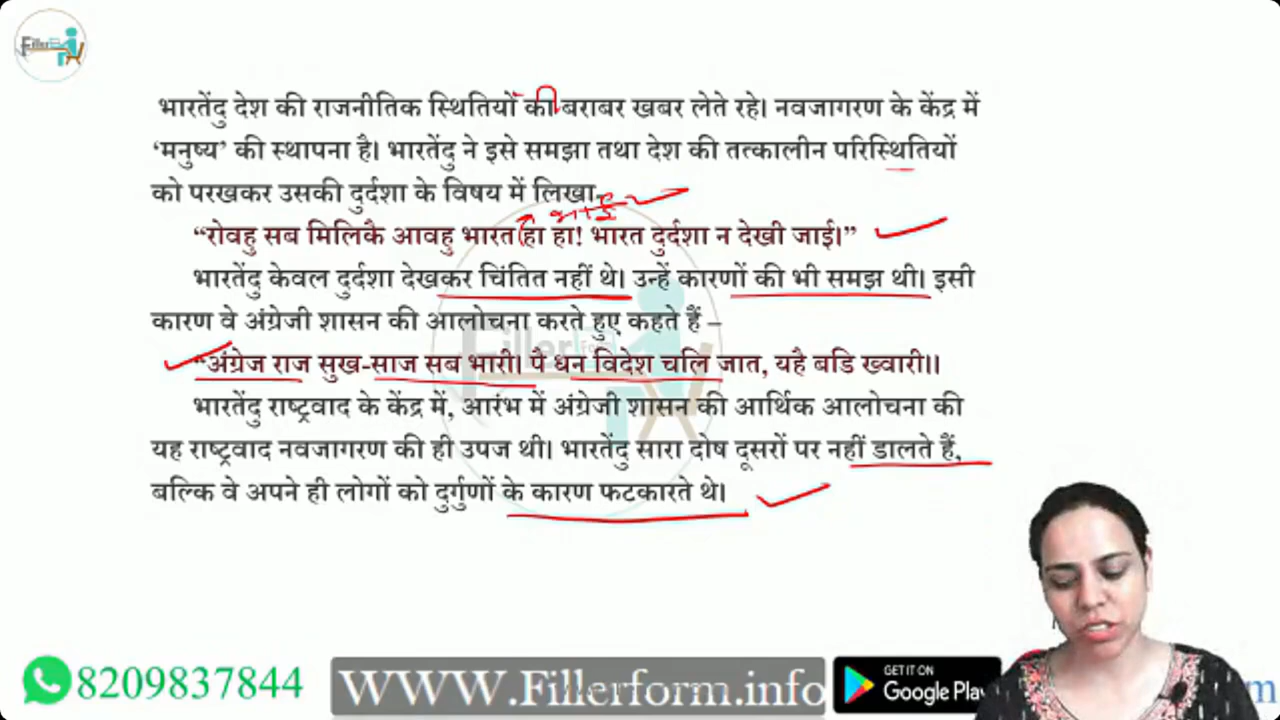 Fillerform
भारतेंदु देश की राजनीतिक स्थितियों की बराबर खबर लेते रहे। नवजागरण के केंद्र में
‘मनुष्य’ की स्थापना है। भारतेंदु ने इसे समझा तथा देश की तत्कालीन परिस्थितियों
को परखकर उसकी दुर्दशा के विषय में लिखा-
भाई
“रोवहु सब मिलिकै आवहु भारत हा हा! भारत दुर्दशा न देखी जाई।”
भारतेंदु केवल दुर्दशा देखकर चिंतित नहीं थे। उन्हें कारणों की भी समझ थी। इसी
कारण वे अंग्रेजी शासन की आलोचना करते हुए कहते हैं –
“अंग्रेज राज सुख-साज सब भारी। पै धन विदेश चलि जात, यहै बडि ख्वारी।।
भारतेंदु राष्ट्रवाद के केंद्र में, आरंभ में अंग्रेजी शासन की आर्थिक आलोचना की
यह राष्ट्रवाद नवजागरण की ही उपज थी। भारतेंदु सारा दोष दूसरों पर नहीं डालते हैं,
बल्कि वे अपने ही लोगों को दुर्गुणों के कारण फटकारते थे।
Fillerform
8209837844
WWW.Fillerform.info
GET IT ON
Google Play
m